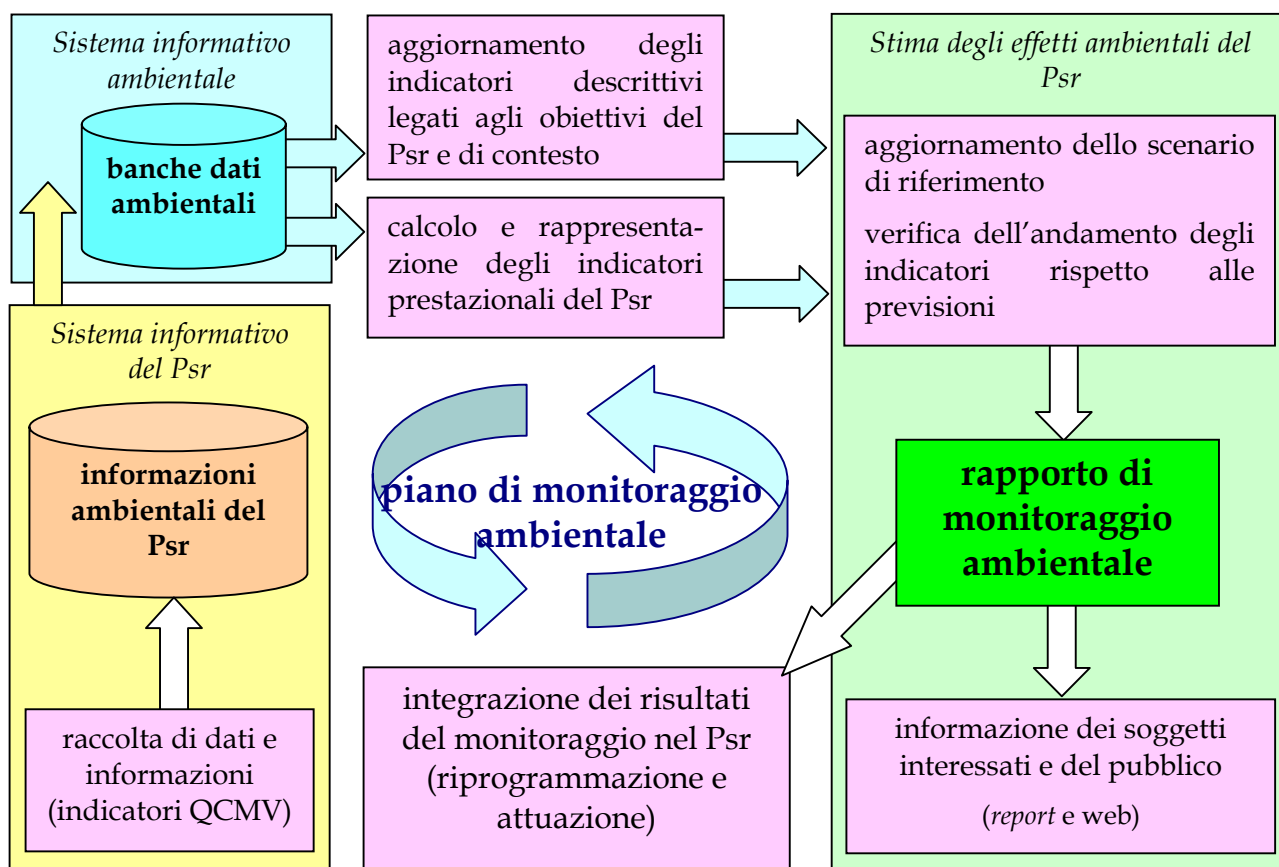 Sistema informativo
ambientale
banche dati
ambientali
aggiornamento degli
indicatori descrittivi
legati agli obiettivi del
Psr e di contesto
calcolo e rappresenta-
zione degli indicatori
prestazionali del Psr
Stima degli effetti ambientali del
Psr
aggiornamento dello scenario
di riferimento
verifica dell’andamento degli
indicatori rispetto alle
previsioni
Sistema informativo
del Psr
informazioni
ambientali del
Psr
raccolta di dati e
informazioni
(indicatori QCMV)
piano di monitoraggio
ambientale
rapporto di
monitoraggio
ambientale
integrazione dei risultati
del monitoraggio nel Psr
(riprogrammazione e
attuazione)
informazione dei soggetti
interessati e del pubblico
(report e web)